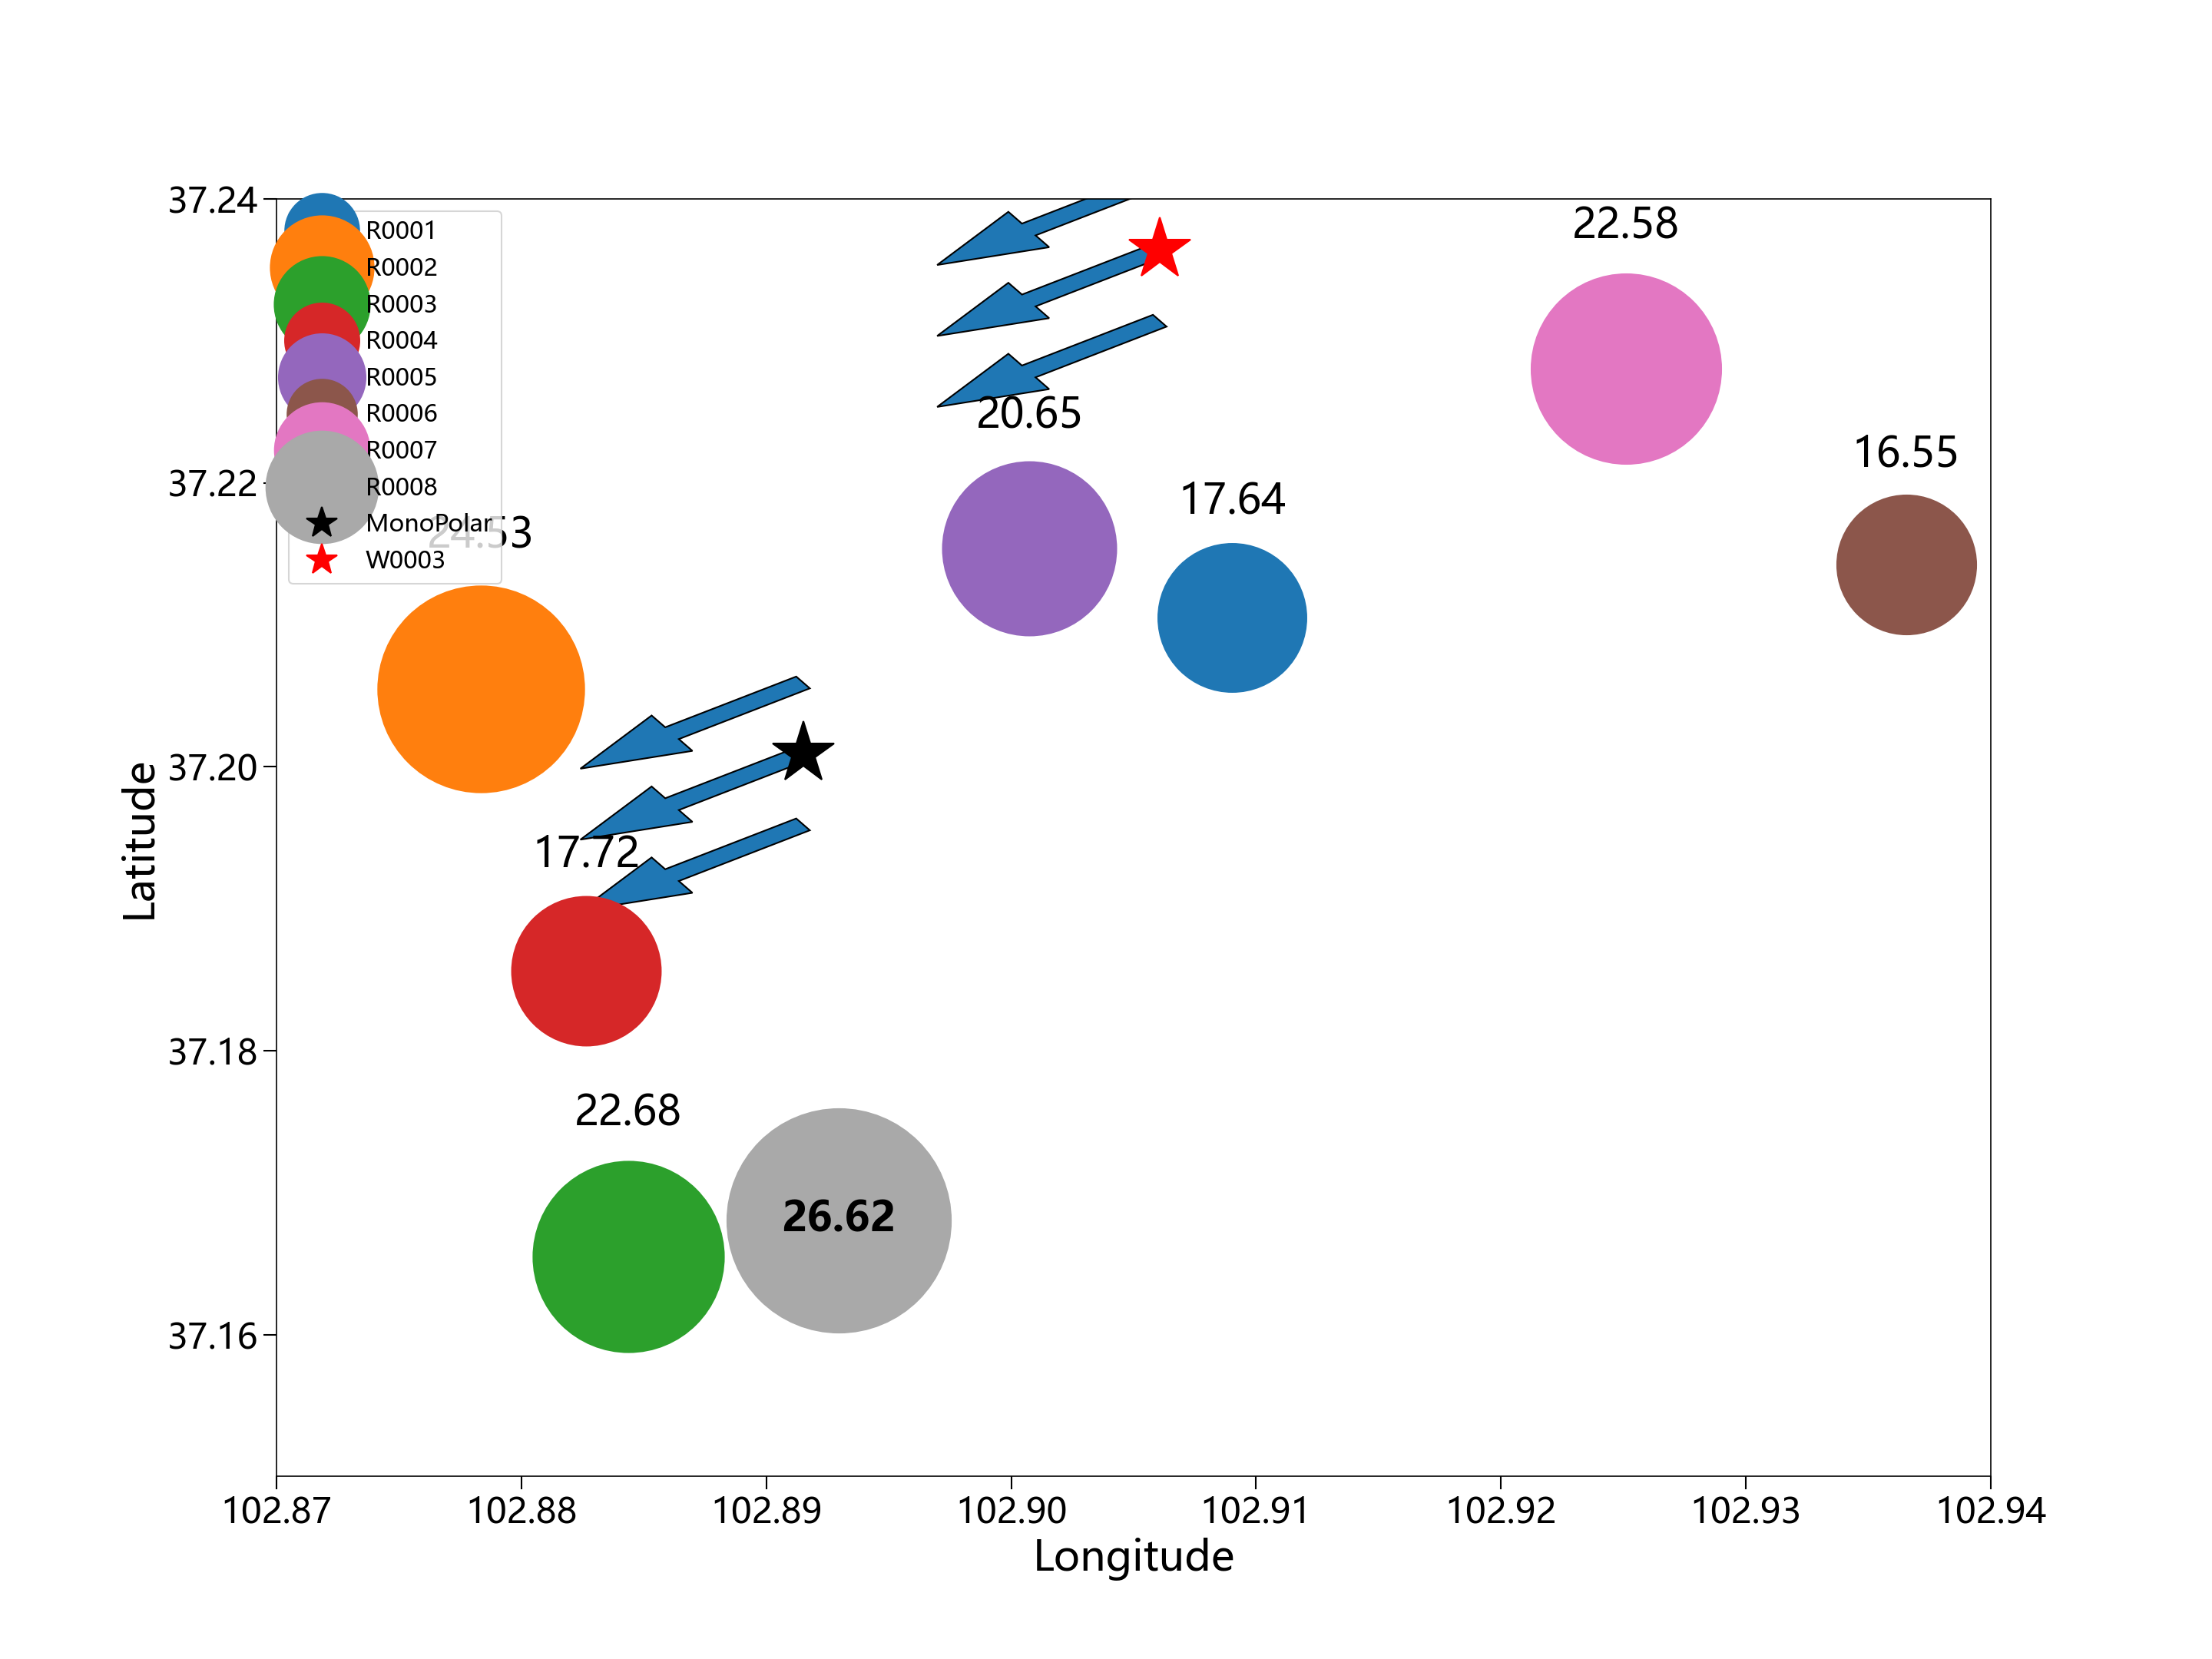 37.24
37.22
37.20
37.18
37.16
Latitude
R0001
R0002
R0003
R0004
R0005
R0006
R0007
R0008
MonoPolar
W0003
22.58
20.65
16.55
17.64
24.53
17.72
22.68
26.62
102.87 102.88 102.89 102.90 102.91 102.92 102.93 102.94
Longitude